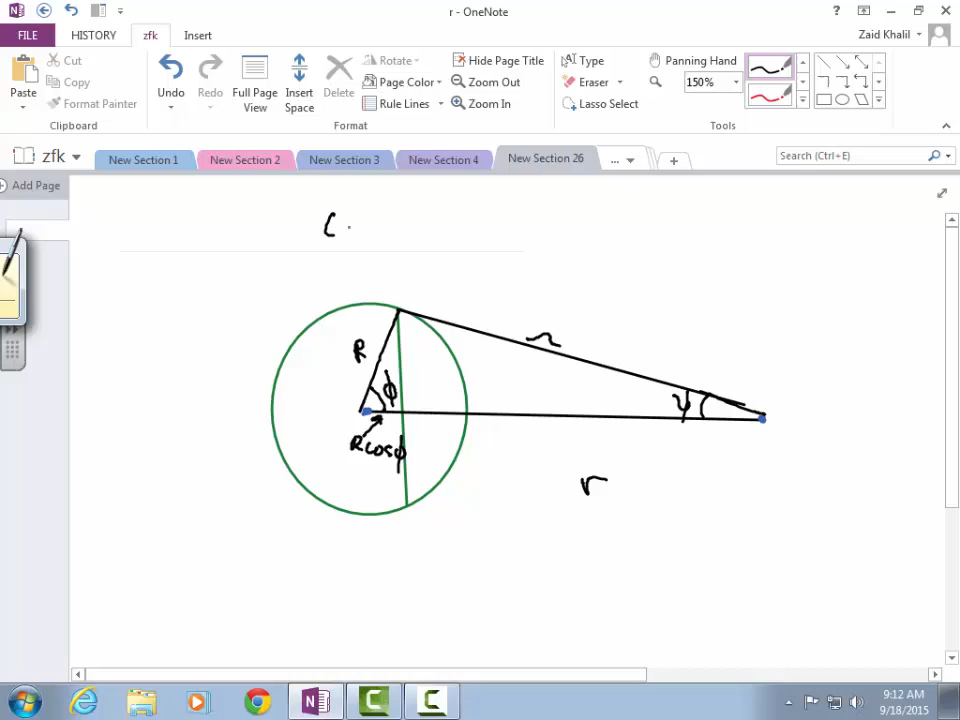 r - OneNote
?
Zaid Khalil
FILE HISTORY zfk Insert
Paste
Cut
Copy
Format Painter
Clipboard
Undo Redo Full Page View Insert Space Delete
Rotate
Page Color
Rule Lines
Hide Page Title
Zoom Out
Zoom In
Format
Type
Eraser
Lasso Select
Panning Hand
150%
Tools
zfk New Section 1 New Section 2 New Section 3 New Section 4 New Section 26 ... Search (Ctrl+E)
Add Page
(
R
ϕ
ψ
Rcosϕ
r
9:12 AM
9/18/2015